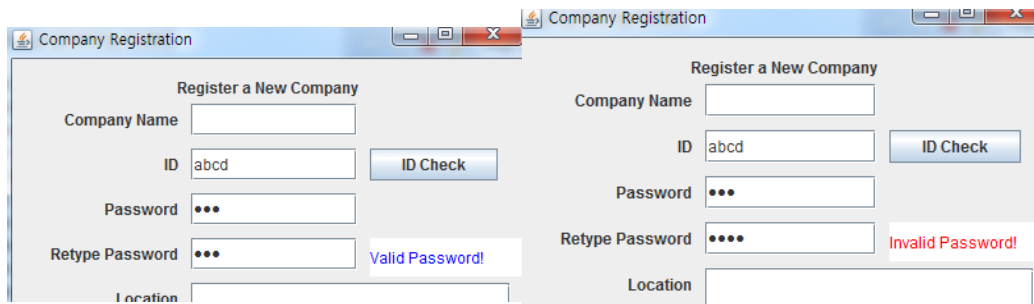 Company Registration
Register a New Company
Company Name
ID abcd ID Check
Password •••
Retype Password ••• Valid Password!
Location
Company Registration
Register a New Company
Company Name
ID abcd ID Check
Password •••
Retype Password •••• Invalid Password!
Location